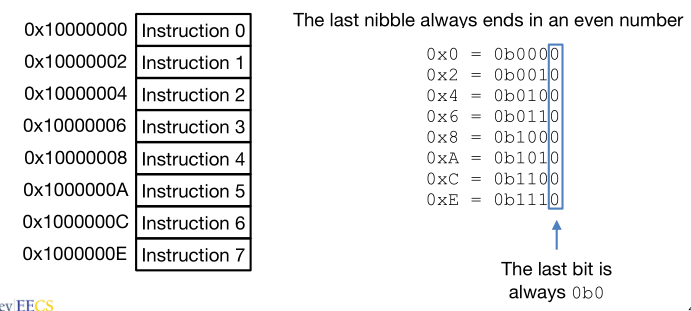 The last nibble always ends in an even number
0x10000000 Instruction 0
0x10000002 Instruction 1
0x10000004 Instruction 2
0x10000006 Instruction 3
0x10000008 Instruction 4
0x1000000A Instruction 5
0x1000000C Instruction 6
0x1000000E Instruction 7
0x0 = 0b0000
0x2 = 0b0010
0x4 = 0b0100
0x6 = 0b0110
0x8 = 0b1000
0xA = 0b1010
0xC = 0b1100
0xE = 0b1110
The last bit is
always 0b0
EECS